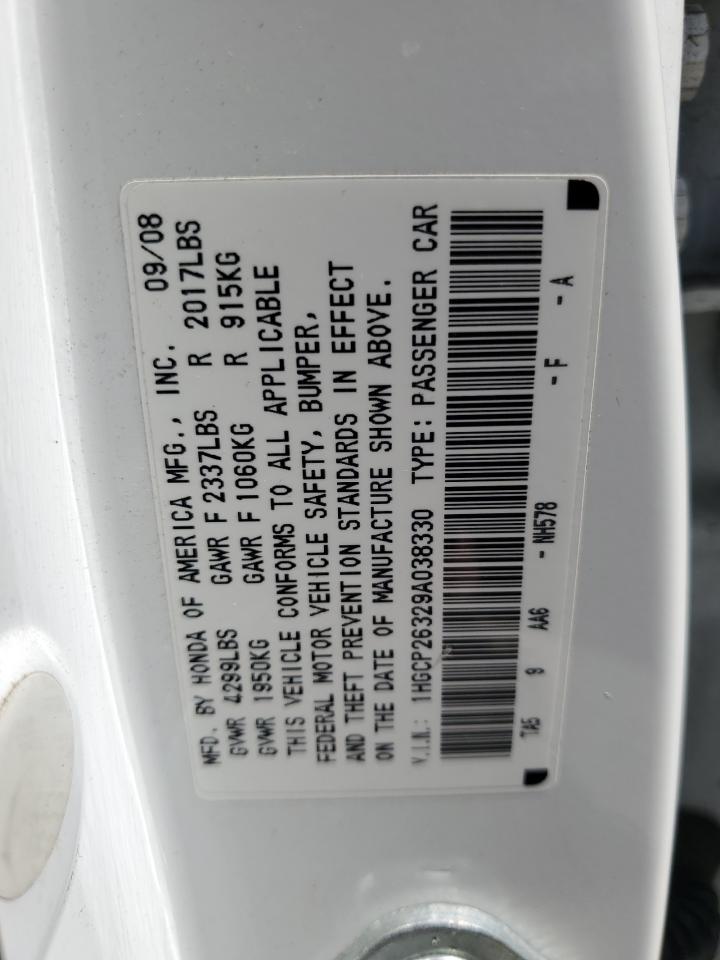 MFD. BY HONDA OF AMERICA MFG., INC. 09/08
GVWR 4299LBS GAWR F 2337LBS R 2017LBS
GVWR 1950KG GAWR F 1060KG R 915KG
THIS VEHICLE CONFORMS TO ALL APPLICABLE
FEDERAL MOTOR VEHICLE SAFETY, BUMPER,
AND THEFT PREVENTION STANDARDS IN EFFECT
ON THE DATE OF MANUFACTURE SHOWN ABOVE.
V.I.N.: 1HGCP26329A038330 TYPE: PASSENGER CAR
TA5 9 AA6 - NH578 - F - A